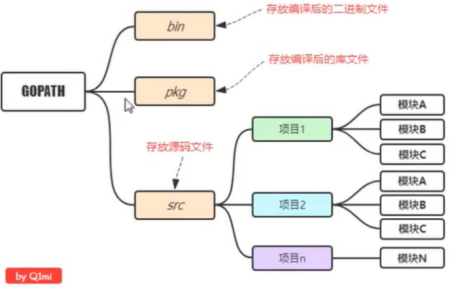 存放编译后的二进制文件
bin
存放编译后的库文件
GOPATH
pkg
存放源码文件
src
项目1
模块A
模块B
模块C
项目2
模块A
模块B
模块C
项目n
模块N
by Q1mi